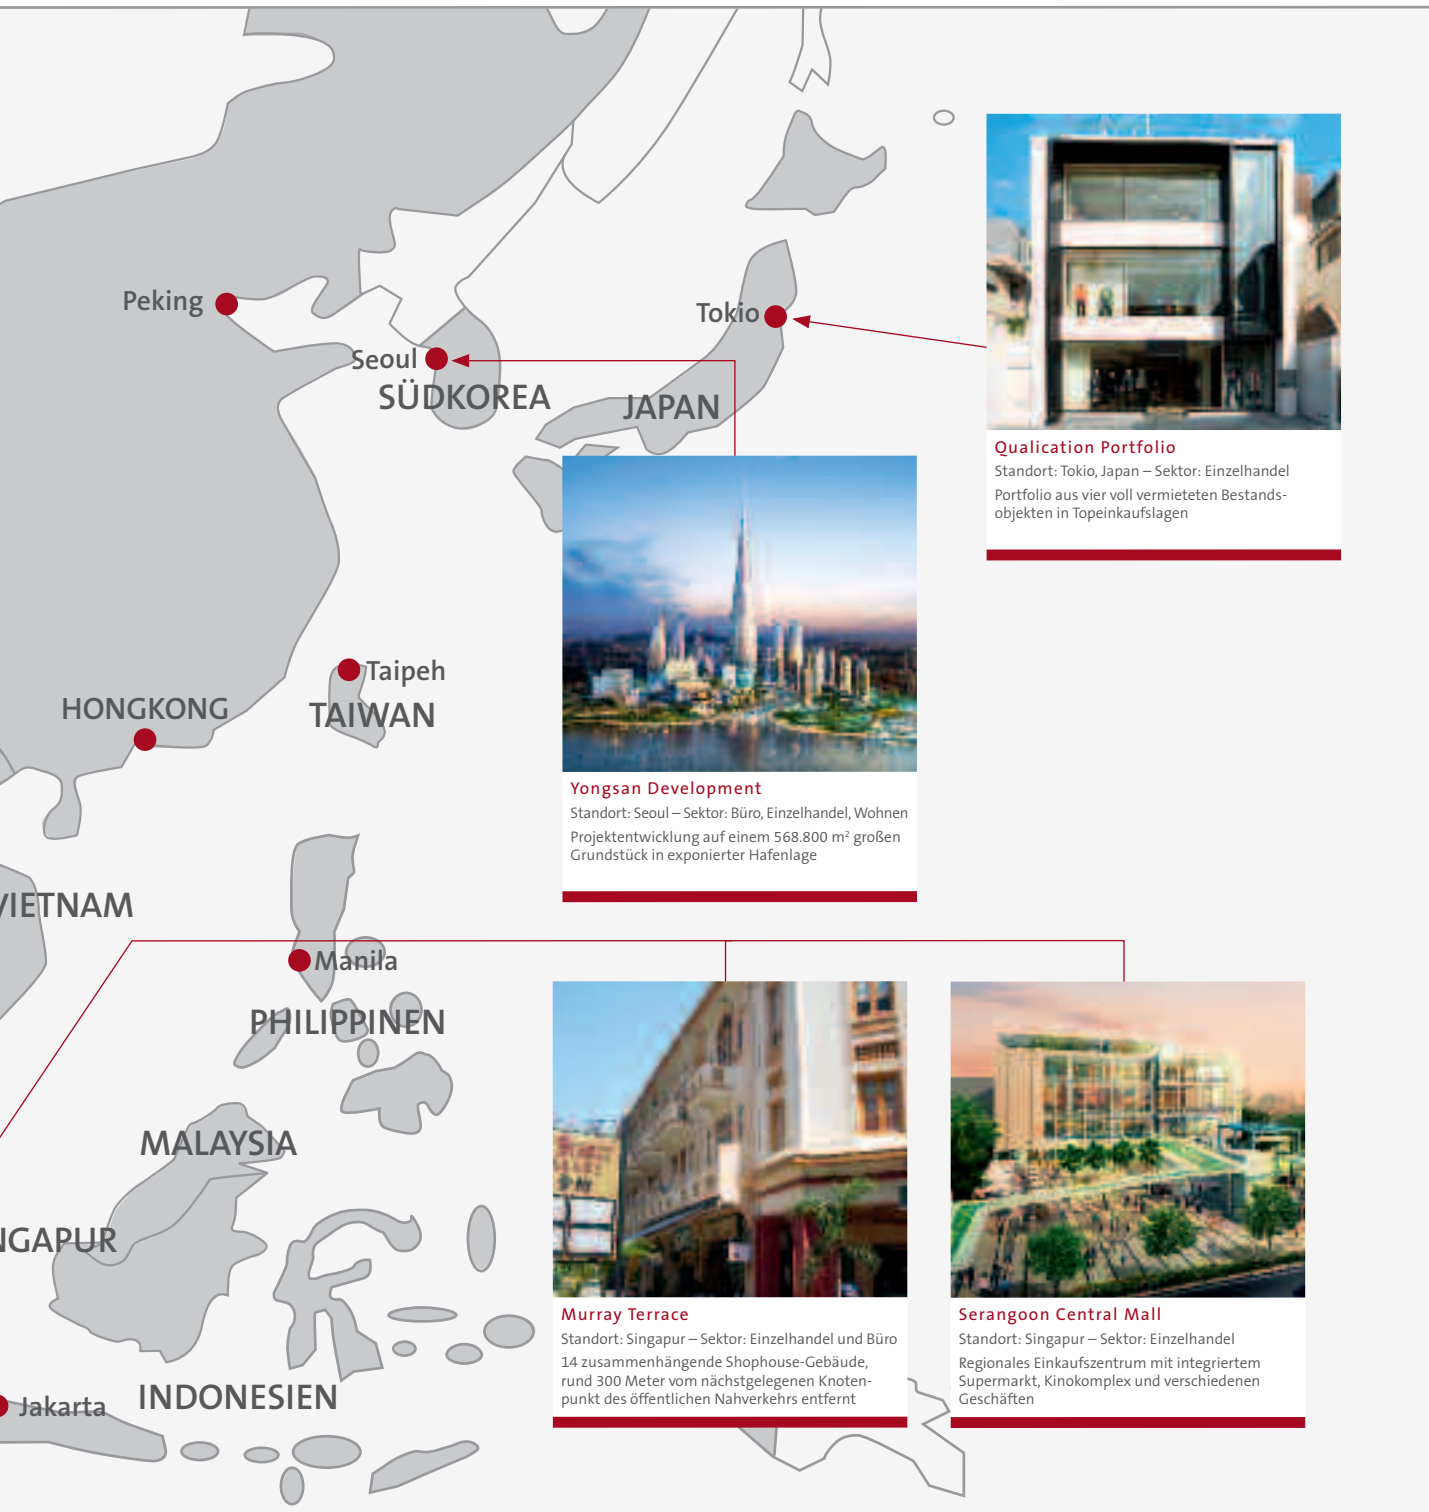 Peking
Tokio
Seoul
SÜDKOREA
JAPAN
Qualication Portfolio
Standort: Tokio, Japan – Sektor: Einzelhandel
Portfolio aus vier voll vermieteten Bestands-
objekten in Topeinkaufslagen
Taipeh
HONGKONG
TAIWAN
Yongsan Development
Standort: Seoul – Sektor: Büro, Einzelhandel, Wohnen
Projektentwicklung auf einem 568.800 m² großen
Grundstück in exponierter Hafenlage
VIETNAM
Manila
PHILIPPINEN
MALAYSIA
NGAPUR
Murray Terrace
Standort: Singapur – Sektor: Einzelhandel und Büro
14 zusammenhängende Shophouse-Gebäude,
rund 300 Meter vom nächstgelegenen Knoten-
punkt des öffentlichen Nahverkehrs entfernt
Serangoon Central Mall
Standort: Singapur – Sektor: Einzelhandel
Regionales Einkaufszentrum mit integriertem
Supermarkt, Kinokomplex und verschiedenen
Geschäften
Jakarta
INDONESIEN